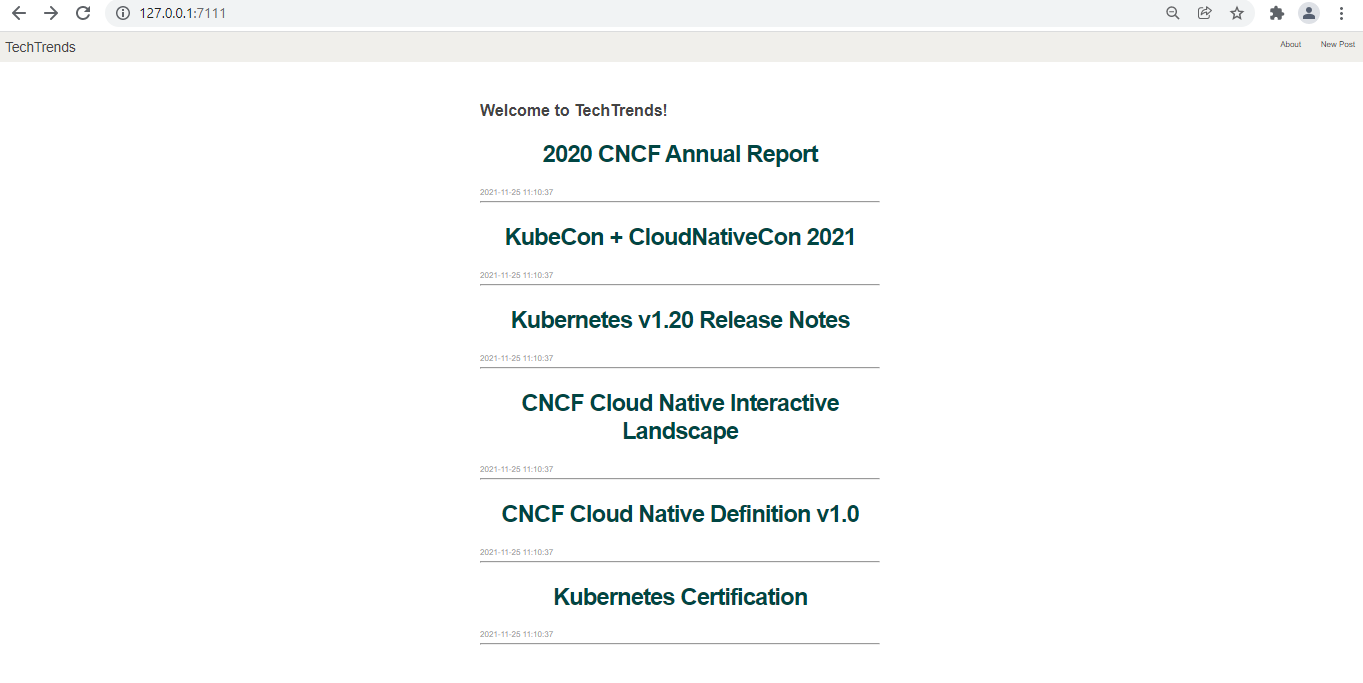 127.0.0.1:7111
TechTrends
About
New Post
Welcome to TechTrends!
2020 CNCF Annual Report
2021-11-25 11:10:37
KubeCon + CloudNativeCon 2021
2021-11-25 11:10:37
Kubernetes v1.20 Release Notes
2021-11-25 11:10:37
CNCF Cloud Native Interactive
Landscape
2021-11-25 11:10:37
CNCF Cloud Native Definition v1.0
2021-11-25 11:10:37
Kubernetes Certification
2021-11-25 11:10:37